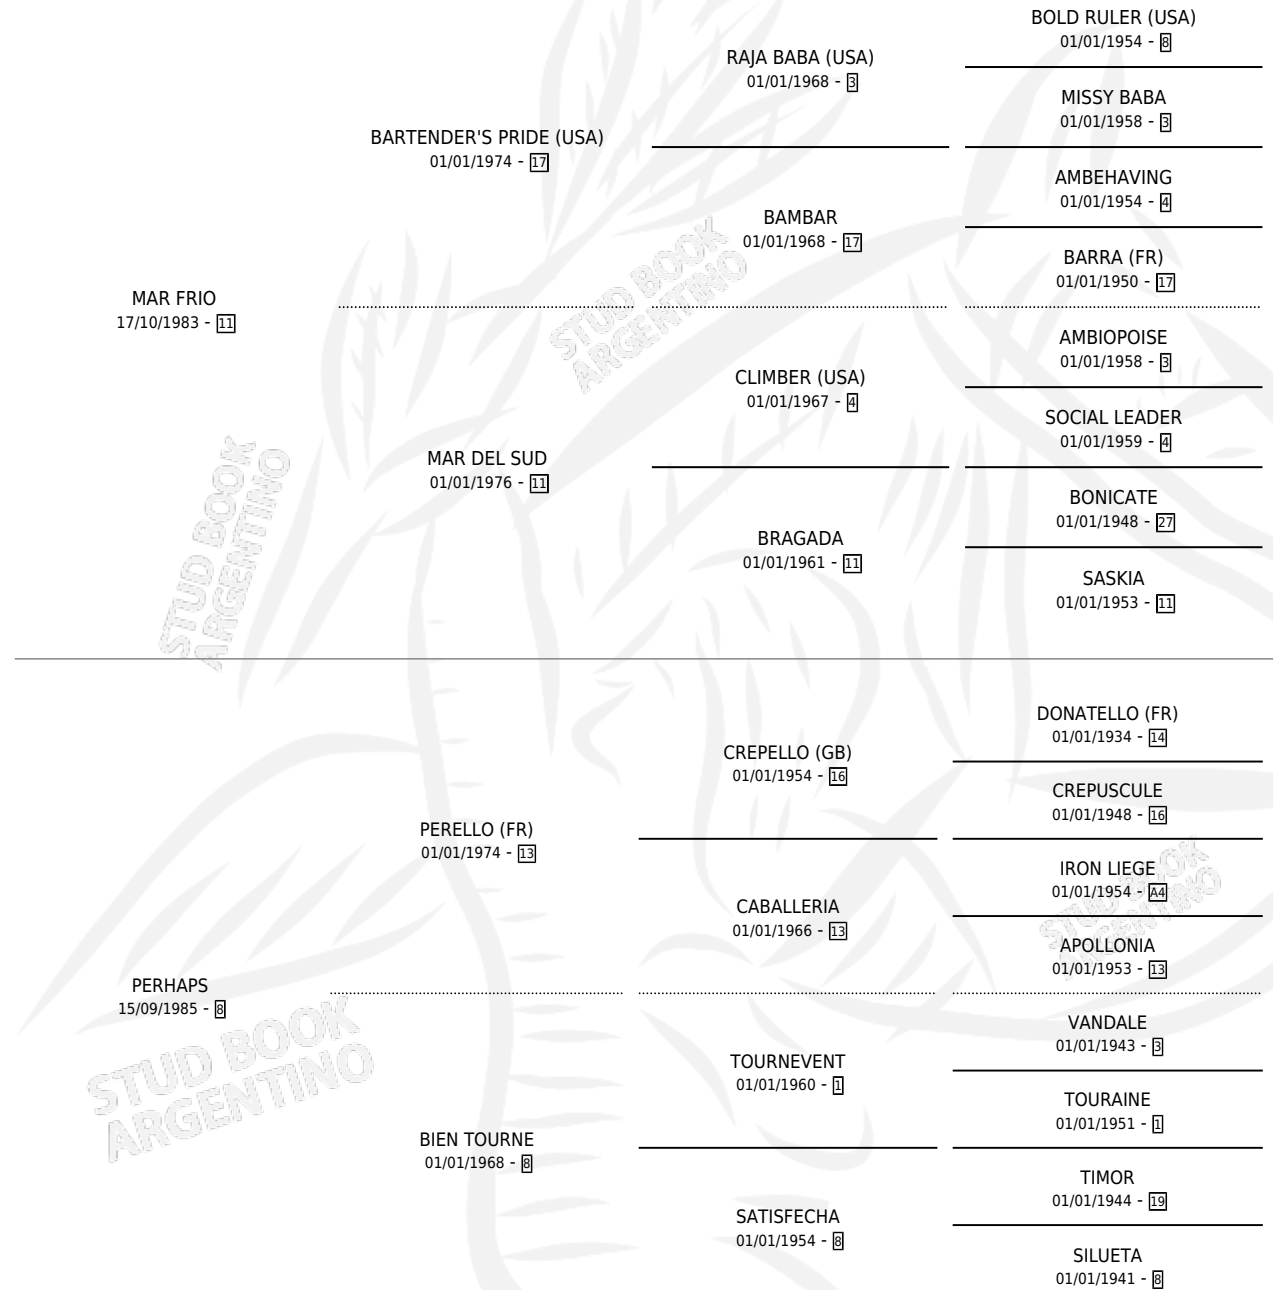 BOLD RULER (USA)
01/01/1954 - 8
RAJA BABA (USA)
01/01/1968 - 3
MISSY BABA
01/01/1958 - 3
BARTENDER'S PRIDE (USA)
01/01/1974 - 17
AMBEHAVING
01/01/1954 - 4
BAMBAR
01/01/1968 - 17
BARRA (FR)
01/01/1950 - 17
MAR FRIO
17/10/1983 - 11
AMBIOPOISE
01/01/1958 - 3
CLIMBER (USA)
01/01/1967 - 4
SOCIAL LEADER
01/01/1959 - 4
MAR DEL SUD
01/01/1976 - 11
BONICATE
01/01/1948 - 27
BRAGADA
01/01/1961 - 11
SASKIA
01/01/1953 - 11
DONATELLO (FR)
01/01/1934 - 14
CREPELLO (GB)
01/01/1954 - 16
CREPUSCULE
01/01/1948 - 16
PERELLO (FR)
01/01/1974 - 13
IRON LIEGE
01/01/1954 - A4
CABALLERIA
01/01/1966 - 13
APOLLONIA
01/01/1953 - 13
PERHAPS
15/09/1985 - 8
VANDALE
01/01/1943 - 3
TOURNEVENT
01/01/1960 - 1
TOURAINE
01/01/1951 - 1
BIEN TOURNE
01/01/1968 - 8
TIMOR
01/01/1944 - 19
SATISFECHA
01/01/1954 - 8
SILUETA
01/01/1941 - 8
STUD BOOK
ARGENTINO
STUD BOOK
ARGENTINO
STUD BOOK
ARGENTINO
STUD BOOK
ARGENTINO